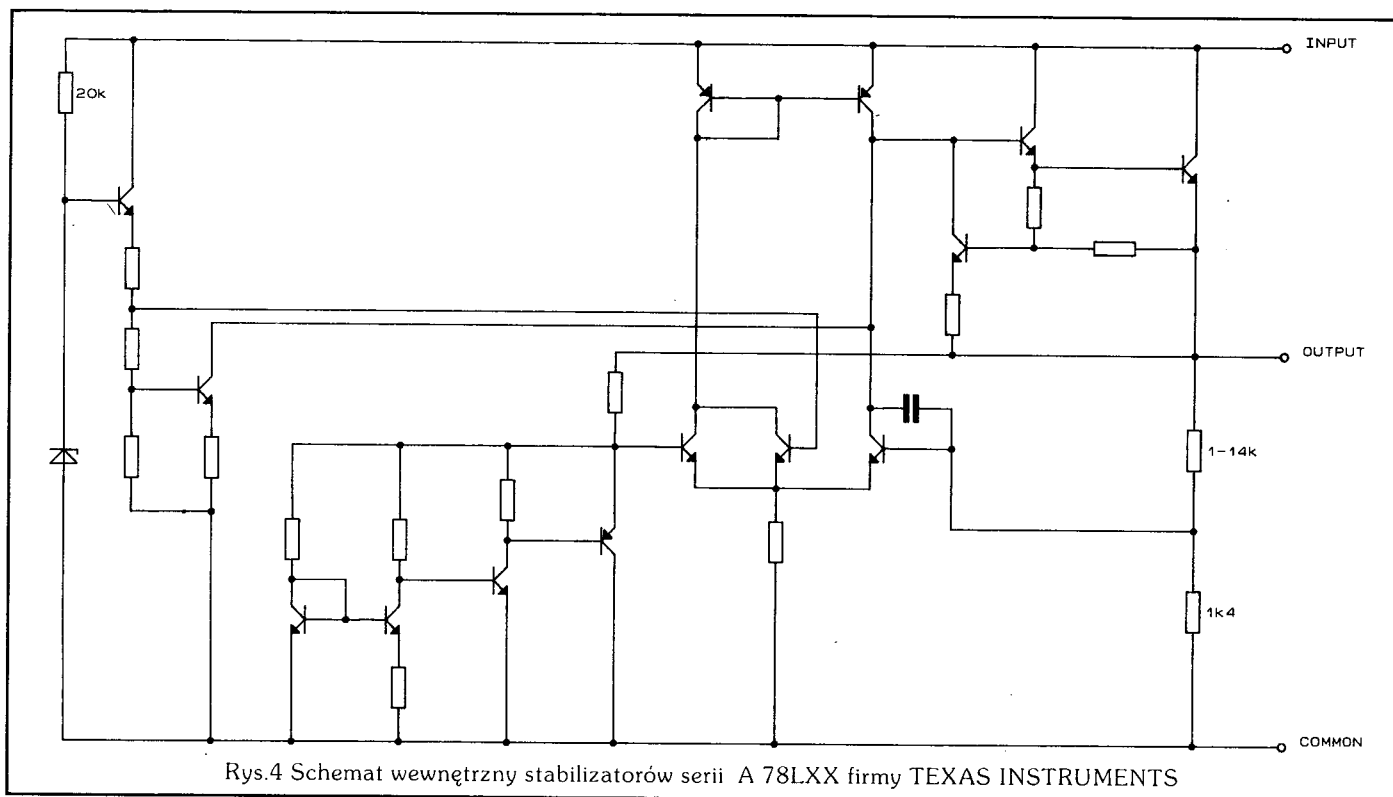 INPUT
20k
OUTPUT
1-14k
1k4
COMMON
Rys.4 Schemat wewnętrzny stabilizatorów serii A 78LXX firmy TEXAS INSTRUMENTS